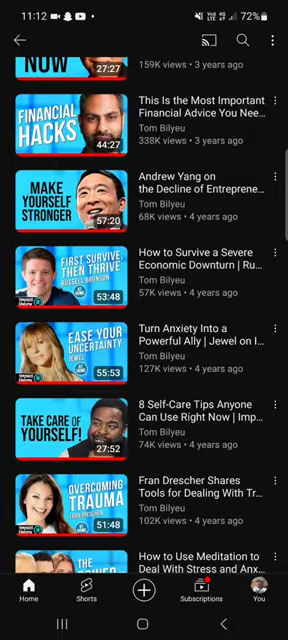 11:12
72%
NOW
27:27
159K views • 3 years ago
FINANCIAL
HACKS
44:27
This Is the Most Important
Financial Advice You Nee...
Tom Bilyeu
338K views • 3 years ago
MAKE
YOURSELF
STRONGER
57:20
Andrew Yang on
the Decline of Entreprene...
Tom Bilyeu
68K views • 4 years ago
FIRST SURVIVE,
THEN THRIVE
RUSSELL BRUNSON
53:48
How to Survive a Severe
Economic Downturn | Ru...
Tom Bilyeu
57K views • 4 years ago
EASE YOUR
UNCERTAINTY
JEWEL
55:53
Turn Anxiety Into a
Powerful Ally | Jewel on I...
Tom Bilyeu
127K views • 4 years ago
TAKE CARE OF
YOURSELF!
27:52
8 Self-Care Tips Anyone
Can Use Right Now | Imp...
Tom Bilyeu
74K views • 4 years ago
OVERCOMING
TRAUMA
FRAN DRESCHER
51:48
Fran Drescher Shares
Tools for Dealing With Tr...
Tom Bilyeu
102K views • 4 years ago
THE POWER
How to Use Meditation to
Deal With Stress and Anx...
Home
Shorts
Subscriptions
You